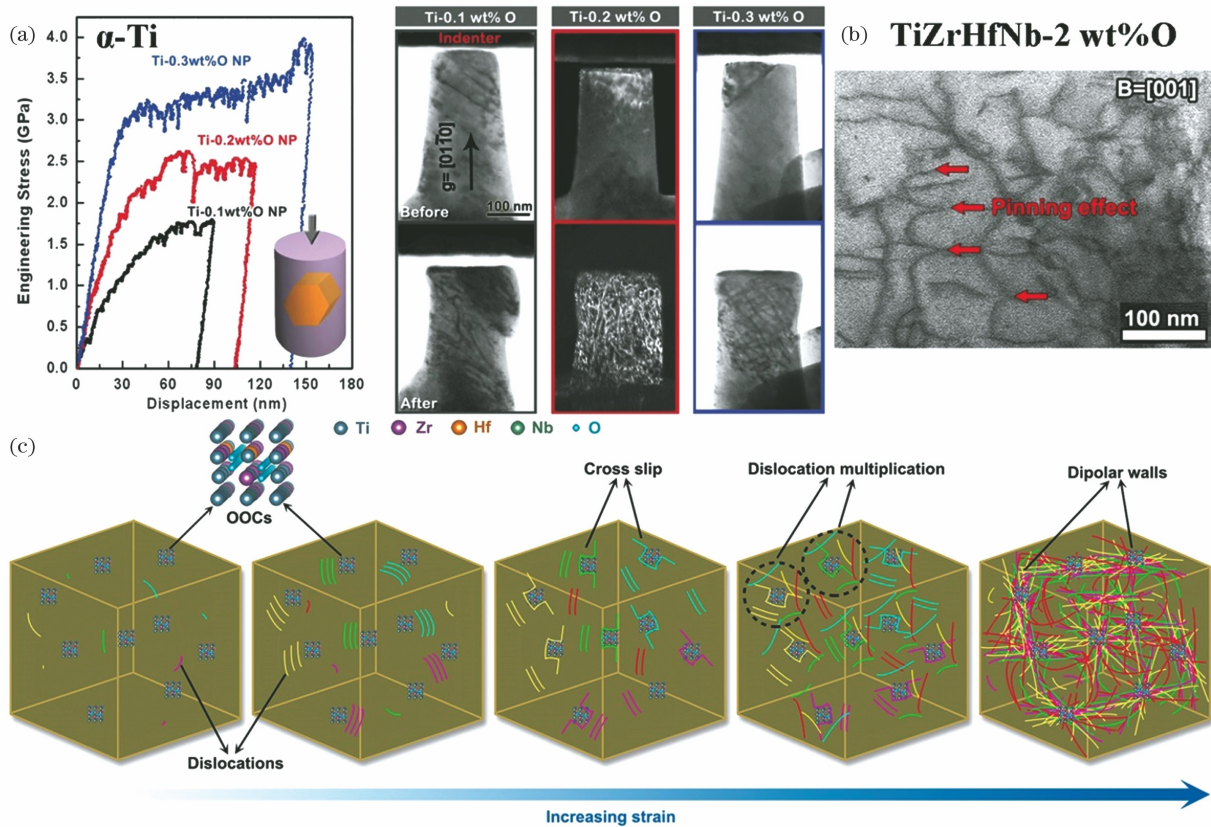 (a)
α-Ti
Ti-0.3wt%O NP
Ti-0.2wt%O NP
Ti-0.1wt%O NP
Engineering Stress (GPa)
4.0
3.5
3.0
2.5
2.0
1.5
1.0
0.5
0.0
0 30 60 90 120 150 180
Displacement (nm)
Ti-0.1 wt% O
Ti-0.2 wt% O
Ti-0.3 wt% O
Indenter
g= [011̄0]
Before
100 nm
After
(b)
TiZrHfNb-2 wt%O
B=[001]
Pinning effect
100 nm
(c)
Ti Zr Hf Nb O
OOCs
Cross slip
Dislocation multiplication
Dipolar walls
Dislocations
Increasing strain